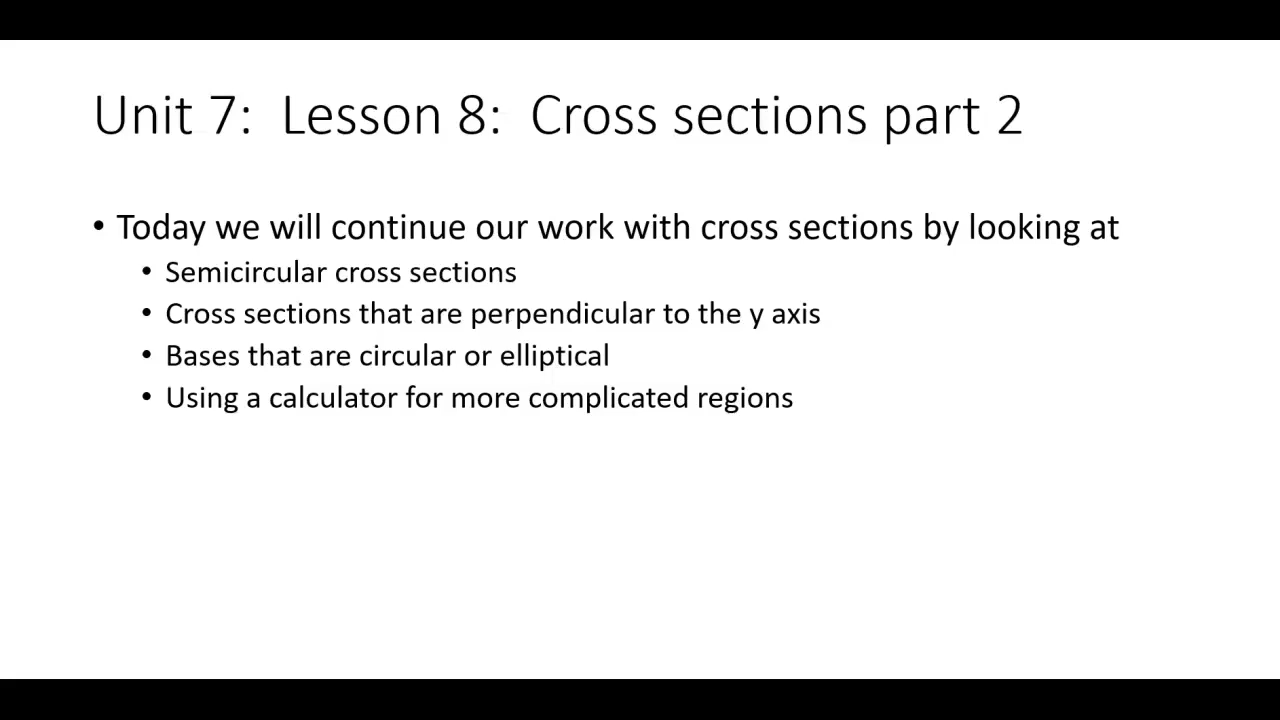 Unit 7:  Lesson 8:  Cross sections part 2
• Today we will continue our work with cross sections by looking at
• Semicircular cross sections
• Cross sections that are perpendicular to the y axis
• Bases that are circular or elliptical
• Using a calculator for more complicated regions